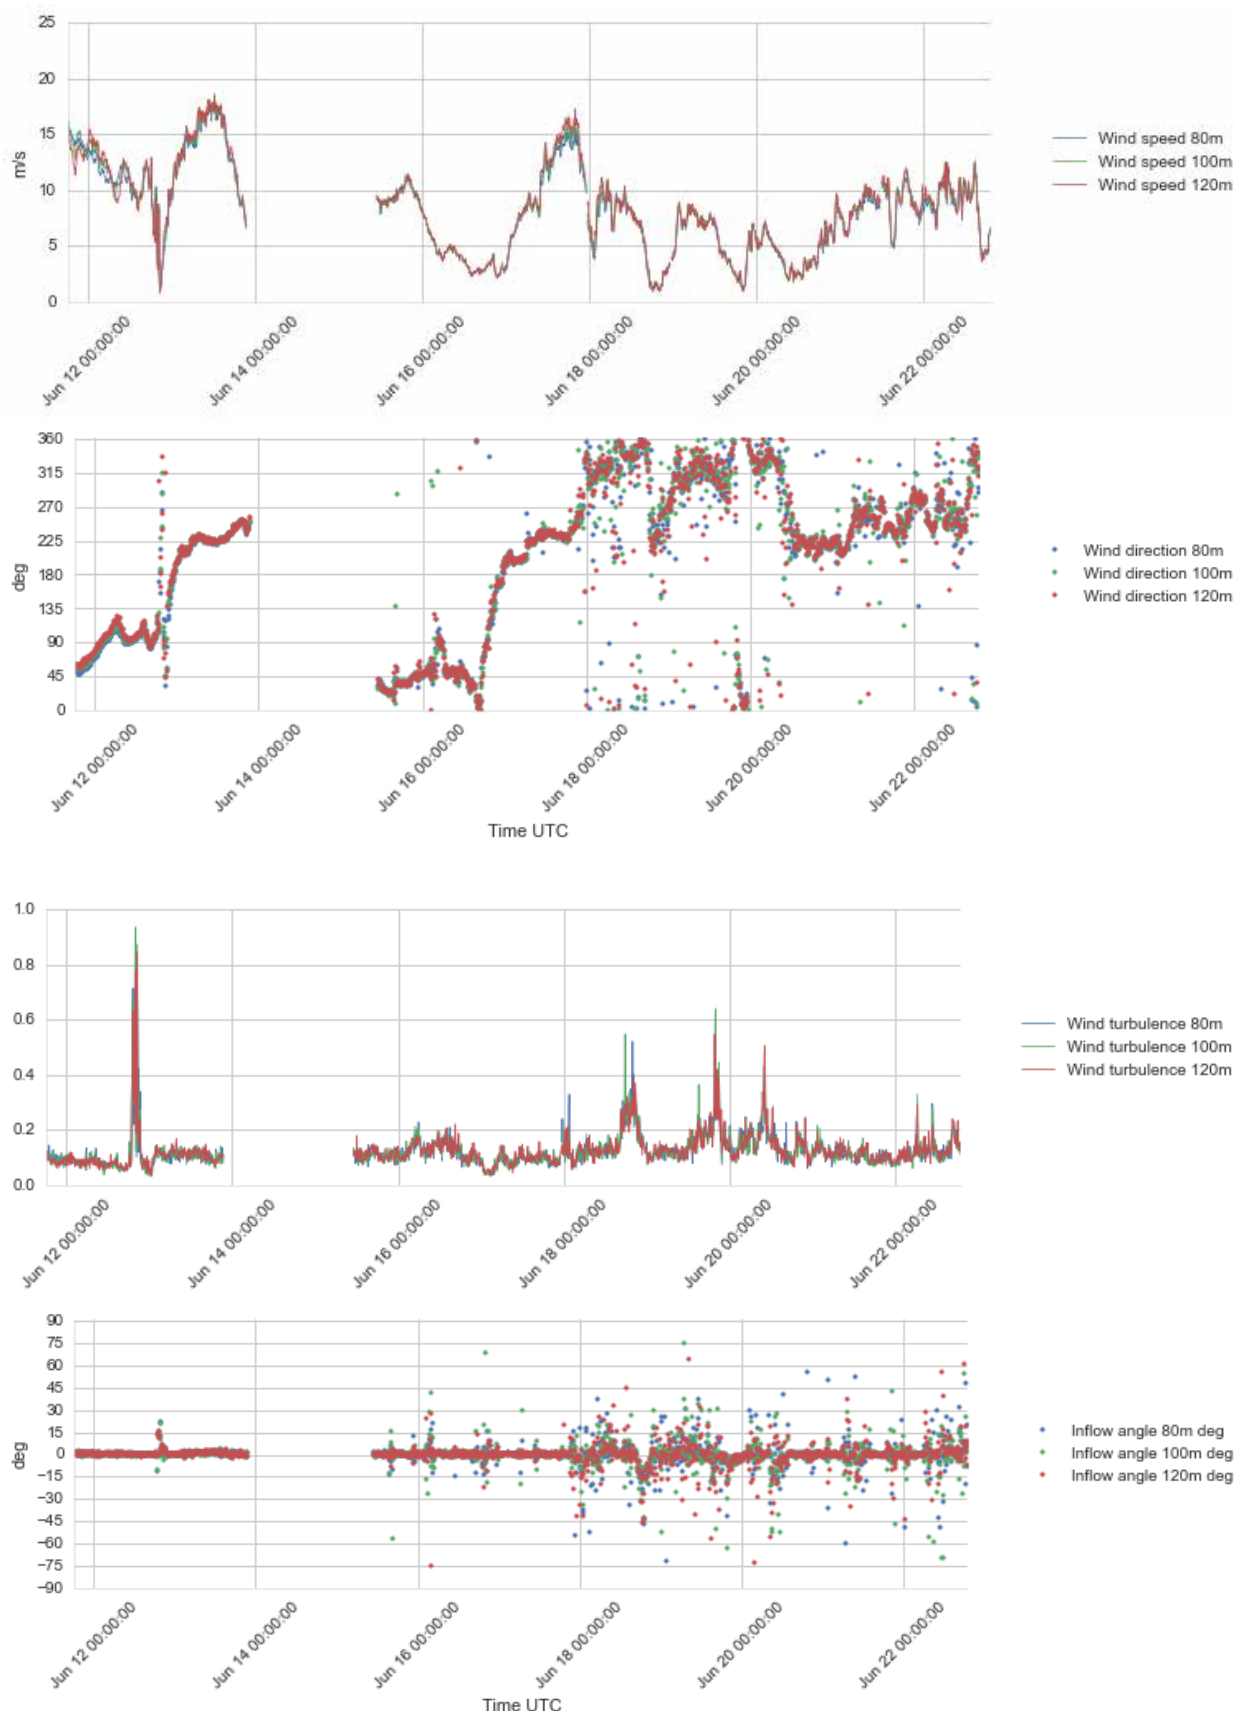 25
20
15
10
5
0
m/s
Jun 12 00:00:00
Jun 14 00:00:00
Jun 16 00:00:00
Jun 18 00:00:00
Jun 20 00:00:00
Jun 22 00:00:00
Wind speed 80m
Wind speed 100m
Wind speed 120m
360
315
270
225
180
135
90
45
0
deg
Jun 12 00:00:00
Jun 14 00:00:00
Jun 16 00:00:00
Jun 18 00:00:00
Jun 20 00:00:00
Jun 22 00:00:00
Time UTC
Wind direction 80m
Wind direction 100m
Wind direction 120m
1.0
0.8
0.6
0.4
0.2
0.0
Jun 12 00:00:00
Jun 14 00:00:00
Jun 16 00:00:00
Jun 18 00:00:00
Jun 20 00:00:00
Jun 22 00:00:00
Wind turbulence 80m
Wind turbulence 100m
Wind turbulence 120m
90
75
60
45
30
15
0
−15
−30
−45
−60
−75
−90
deg
Jun 12 00:00:00
Jun 14 00:00:00
Jun 16 00:00:00
Jun 18 00:00:00
Jun 20 00:00:00
Jun 22 00:00:00
Time UTC
Inflow angle 80m deg
Inflow angle 100m deg
Inflow angle 120m deg